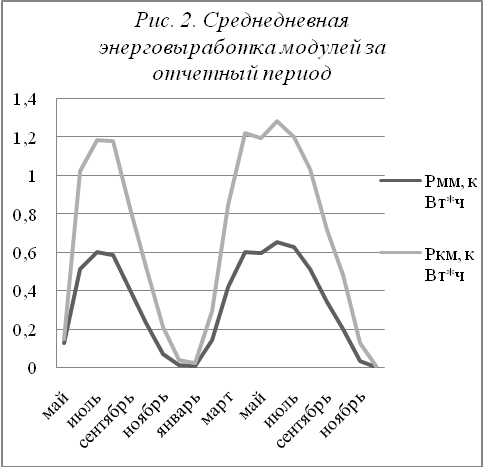 Рис. 2. Среднедневная
энерговыработка модулей за
отчетный период
1,4
1,2
1
0,8
0,6
0,4
0,2
0
Рмм, к
Вт*ч
Ркм, к
Вт*ч
май
июль
сентябрь
ноябрь
январь
март
май
июль
сентябрь
ноябрь